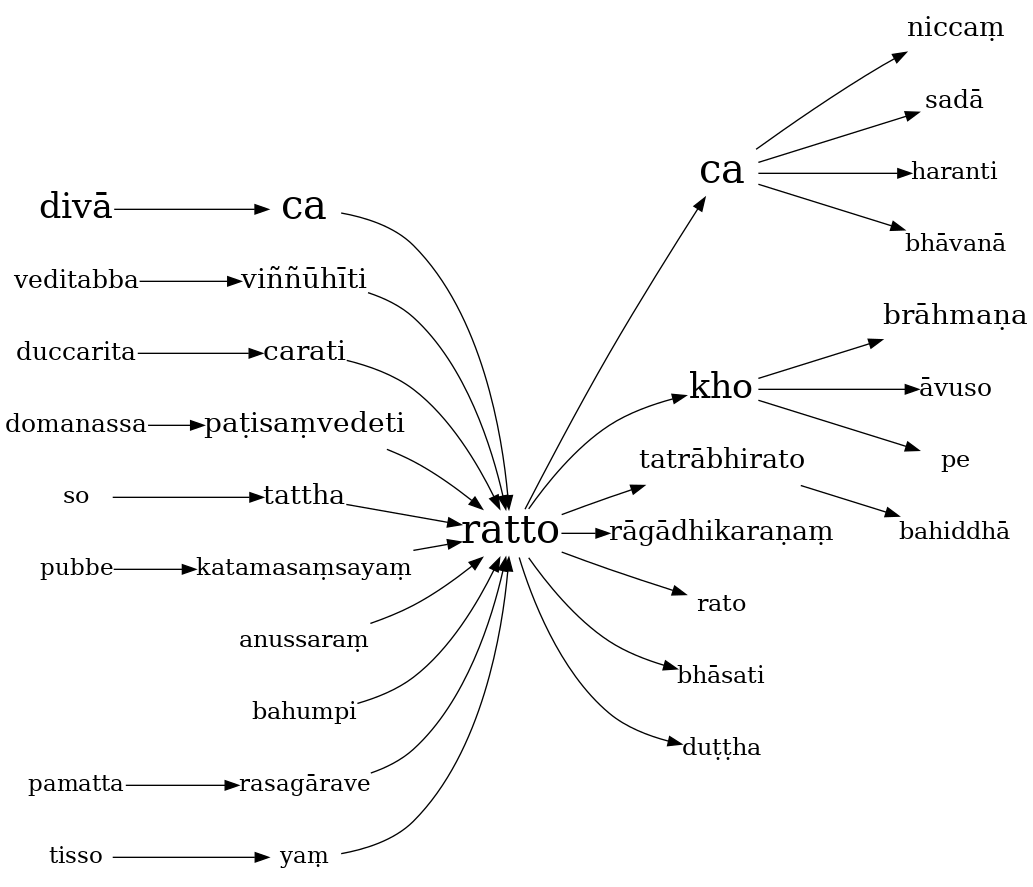 niccaṃ
sadā
ca
haranti
divā
ca
bhāvanā
veditabba
viññūhīti
brāhmaṇa
duccarita
carati
kho
āvuso
domanassa
paṭisaṃvedeti
tatrābhirato
pe
so
tattha
ratto
rāgādhikaraṇaṃ
bahiddhā
pubbe
katamasaṃsayaṃ
rato
anussaraṃ
bhāsati
bahumpi
duṭṭha
pamatta
rasagārave
tisso
yaṃ